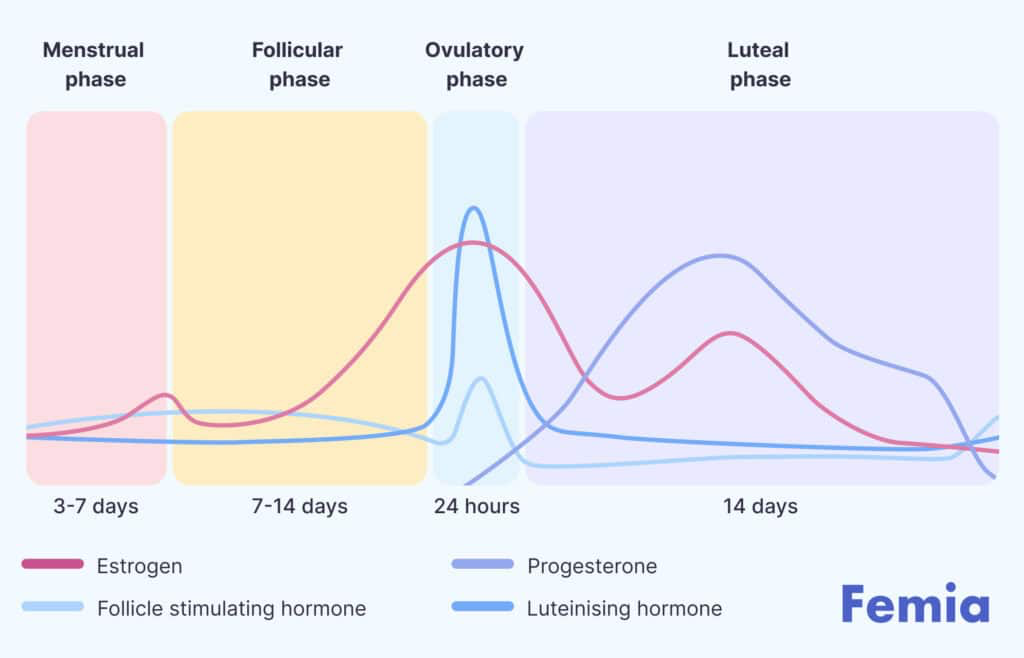 Menstrual
phase
Follicular
phase
Ovulatory
phase
Luteal
phase
3-7 days
7-14 days
24 hours
14 days
Estrogen
Progesterone
Follicle stimulating hormone
Luteinising hormone
Femia